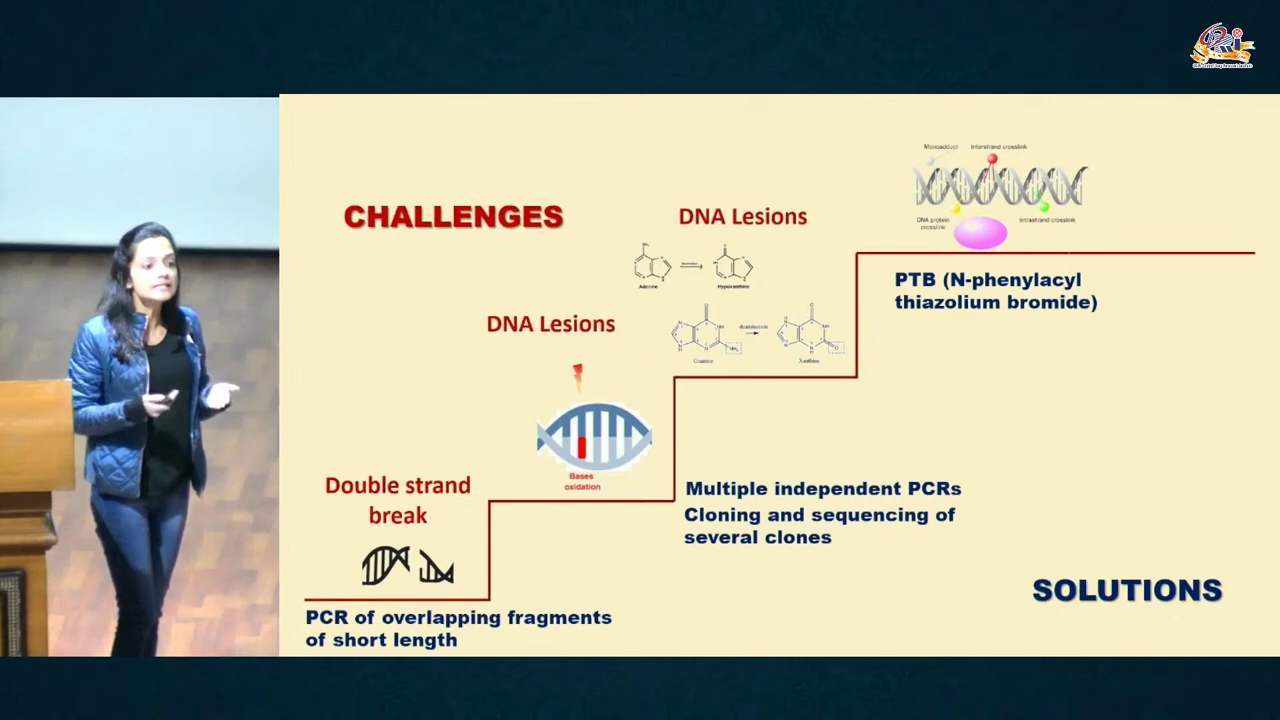 CHALLENGES
DNA Lesions
Monoadduct
Interstrand crosslink
DNA protein
crosslink
Intrastrand crosslink
Adenine
Hypoxanthine
PTB (N-phenylacyl
thiazolium bromide)
DNA Lesions
deamination
Guanine
Xanthine
Bases
oxidation
Double strand
break
Multiple independent PCRs
Cloning and sequencing of
several clones
SOLUTIONS
PCR of overlapping fragments
of short length